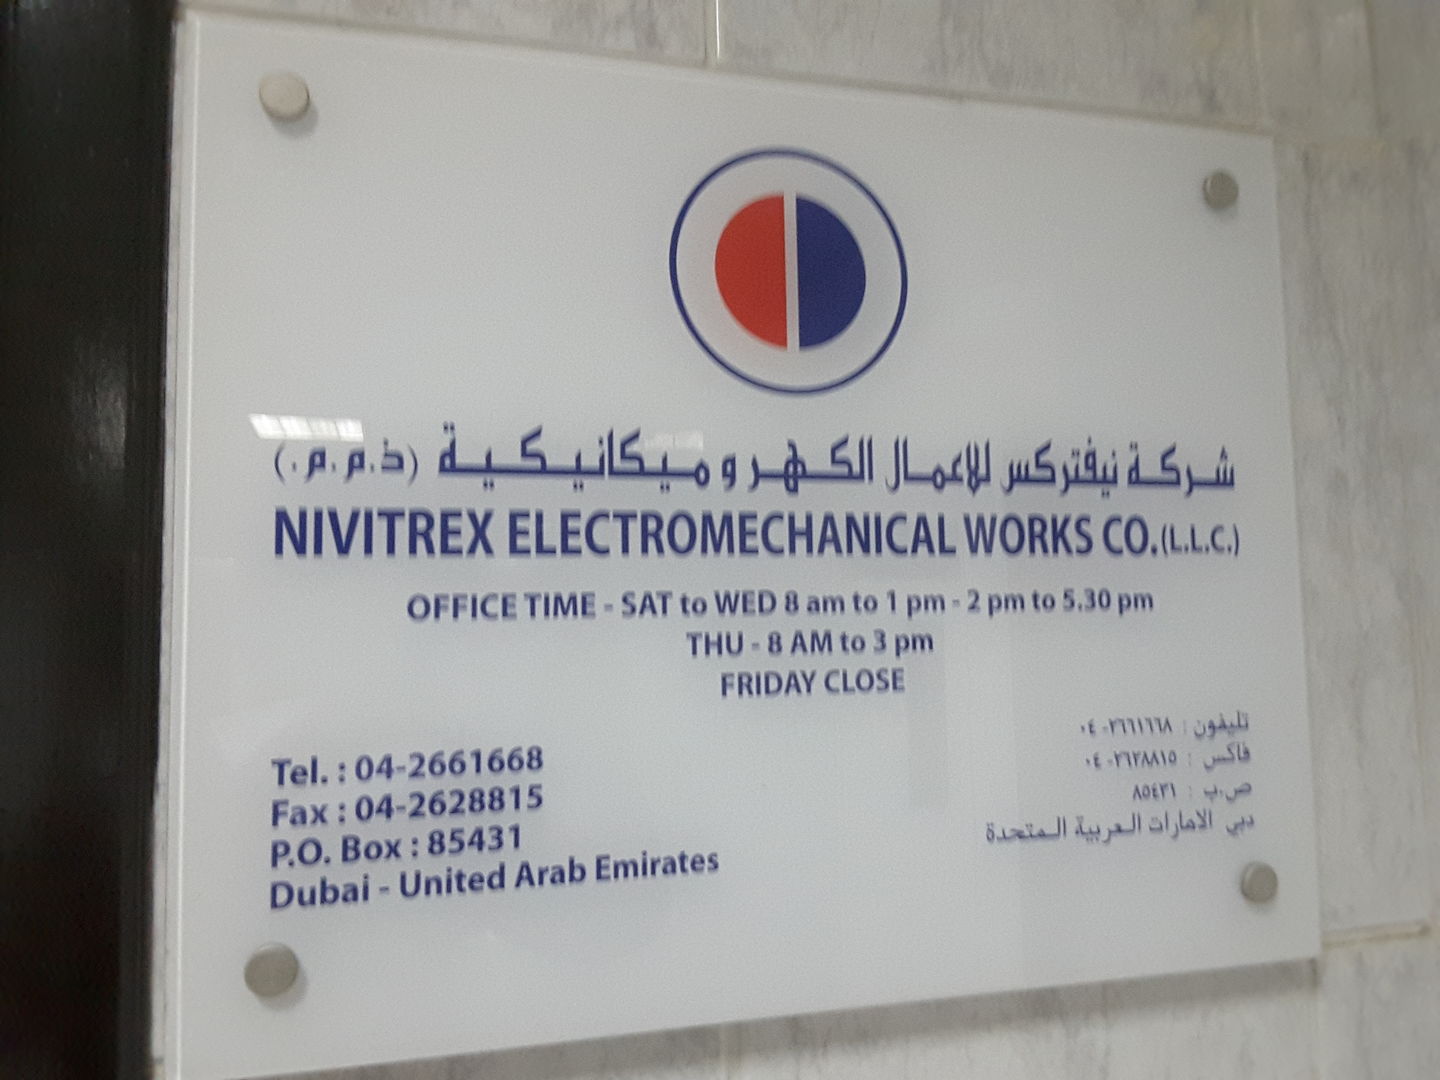 شركة نيفتركس للاعمال الكهروميكانيكية (ذ.م.م.)
NIVITREX ELECTROMECHANICAL WORKS CO.(L.L.C.)
OFFICE TIME - SAT to WED 8 am to 1 pm - 2 pm to 5.30 pm
THU - 8 AM to 3 pm
FRIDAY CLOSE
Tel. : 04-2661668
Fax : 04-2628815
P.O. Box : 85431
Dubai - United Arab Emirates
تليفون : ٢٦٦١٦٦٨-٠٤
فاكس : ٢٦٢٨٨١٥-٠٤
ص.ب : ٨٥٤٣١
دبي الامارات العربية المتحدة